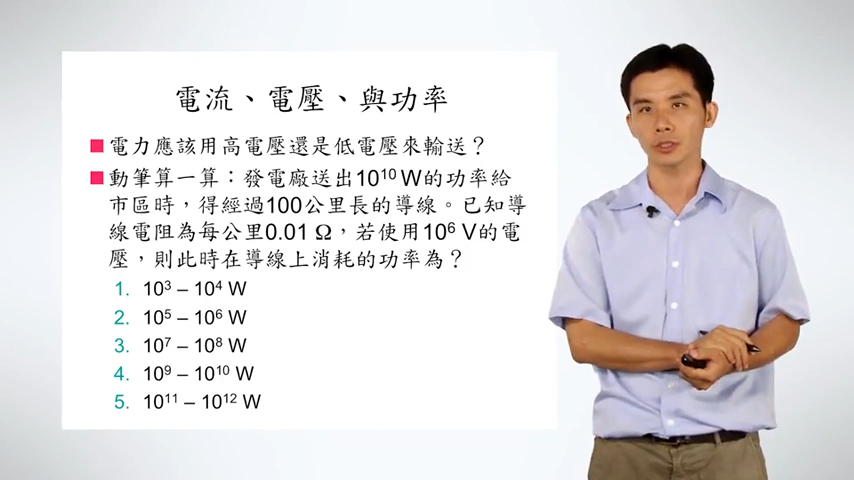 電流、電壓、與功率
電力應該用高電壓還是低電壓來輸送？
動筆算一算：發電廠送出10¹⁰ W的功率給
市區時，得經過100公里長的導線。已知導
線電阻為每公里0.01 Ω，若使用10⁶ V的電
壓，則此時在導線上消耗的功率為？
1. 10³ – 10⁴ W
2. 10⁵ – 10⁶ W
3. 10⁷ – 10⁸ W
4. 10⁹ – 10¹⁰ W
5. 10¹¹ – 10¹² W